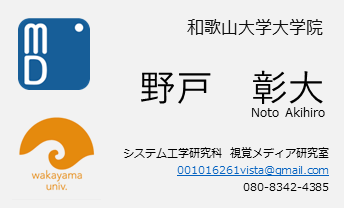 mD
和歌山大学大学院
野戸　彰大
Noto Akihiro
wakayama
univ.
システム工学研究科 視覚メディア研究室
001016261vista@gmail.com
080-8342-4385